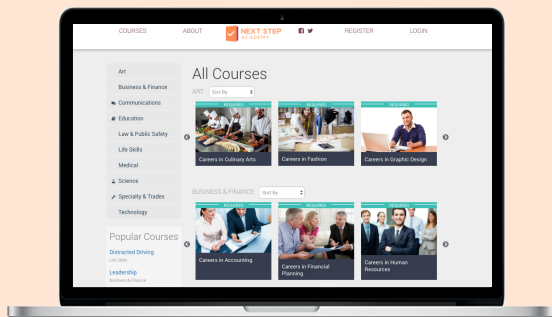 COURSES
ABOUT
NEXT STEP
ACADEMY
REGISTER
LOGIN
Art
Business & Finance
Communications
Education
Law & Public Safety
Life Skills
Medical
Science
Specialty & Trades
Technology
Popular Courses
Distracted Driving
Life Skills
Leadership
Business & Finance
All Courses
ART Sort By
REQUIRED REQUIRED REQUIRED
Careers in Culinary Arts
Careers in Fashion
Careers in Graphic Design
BUSINESS & FINANCE Sort By
REQUIRED REQUIRED REQUIRED
Careers in Accounting
Careers in Financial
Planning
Careers in Human
Resources